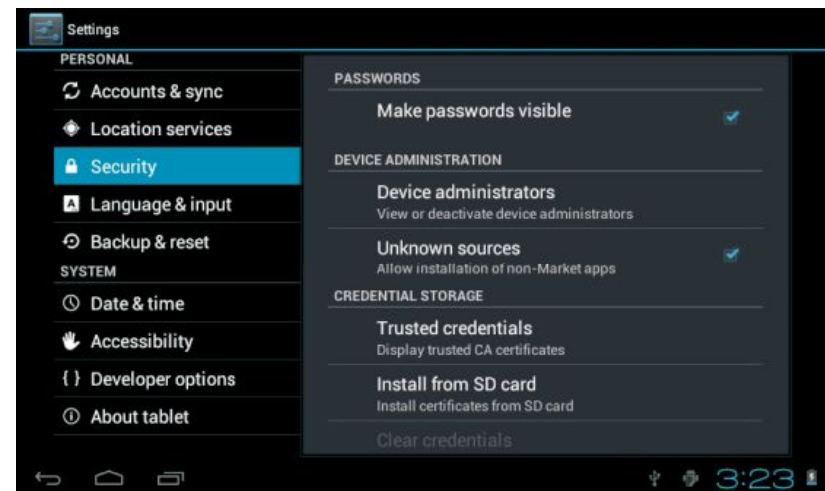 Settings
PERSONAL
Accounts & sync
Location services
Security
Language & input
Backup & reset
SYSTEM
Date & time
Accessibility
{ } Developer options
About tablet
PASSWORDS
Make passwords visible
DEVICE ADMINISTRATION
Device administrators
View or deactivate device administrators
Unknown sources
Allow installation of non-Market apps
CREDENTIAL STORAGE
Trusted credentials
Display trusted CA certificates
Install from SD card
Install certificates from SD card
Clear credentials
3:23